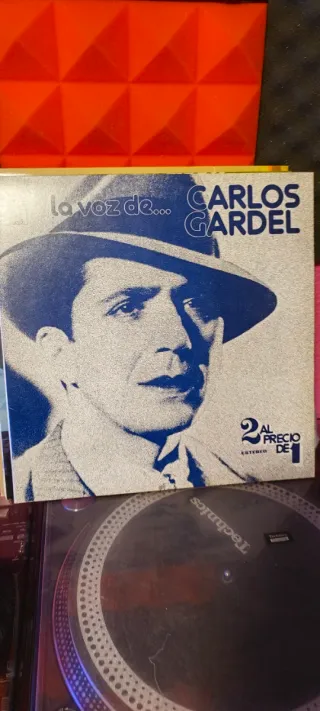 la voz de... CARLOS
GARDEL
2 AL
PRECIO
DE 1
ESTEREO
Technics